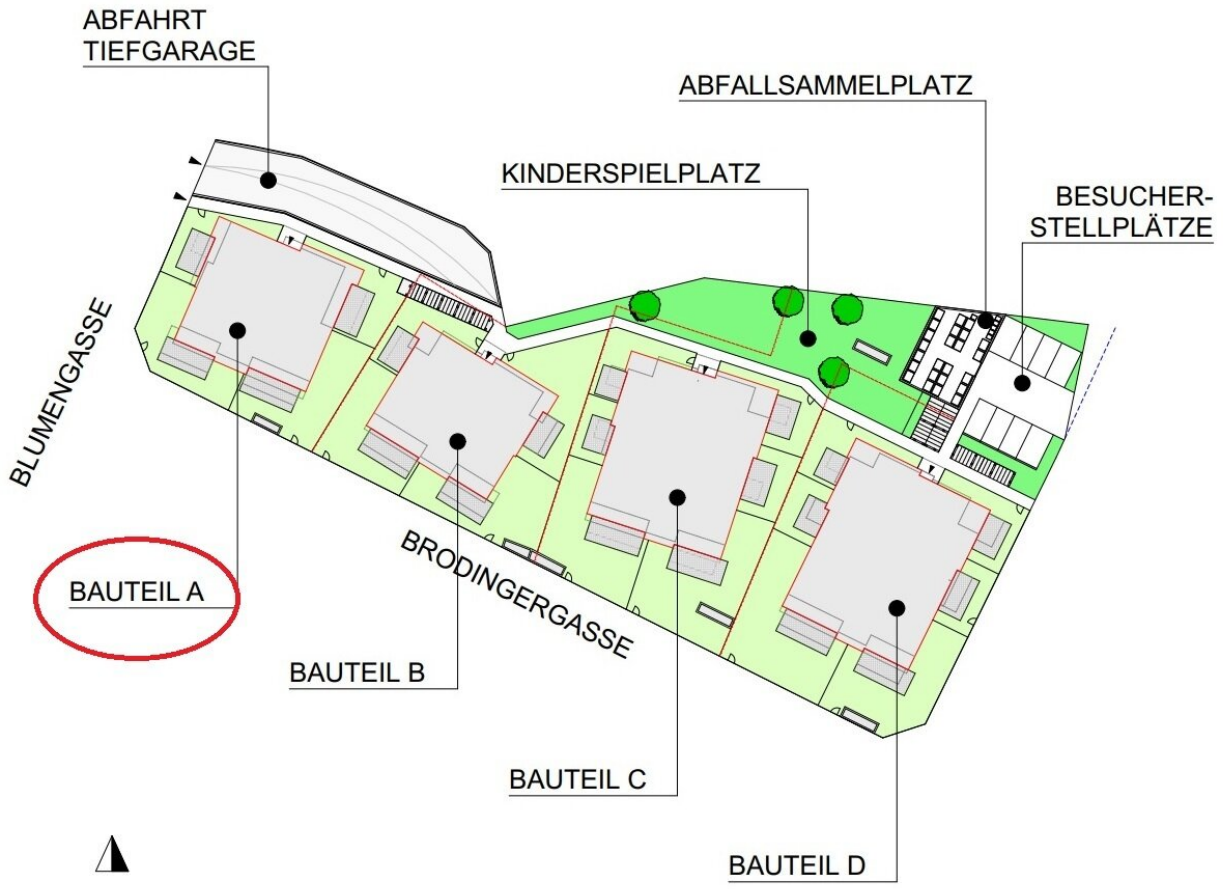 ABFAHRT
TIEFGARAGE
ABFALLSAMMELPLATZ
KINDERSPIELPLATZ
BESUCHER-
STELLPLÄTZE
BLUMENGASSE
BRODINGERGASSE
BAUTEIL A
BAUTEIL B
BAUTEIL C
BAUTEIL D